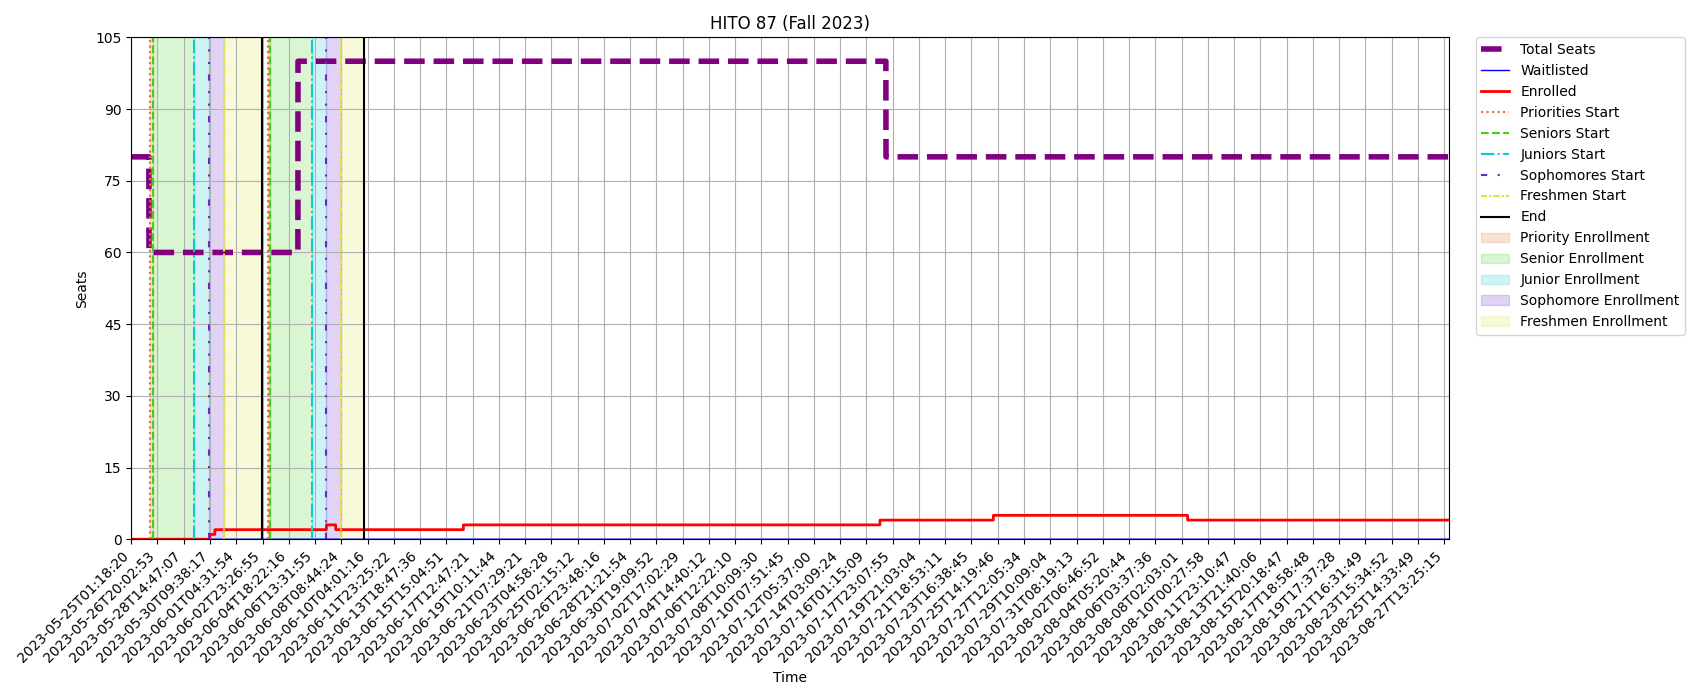 HITO 87 (Fall 2023)
105
90
75
60
45
30
15
0
Seats
2023-05-25T01:18:20
2023-05-26T20:02:53
2023-05-28T14:47:07
2023-05-30T09:38:17
2023-06-01T04:31:54
2023-06-02T23:26:55
2023-06-04T18:22:16
2023-06-06T13:31:55
2023-06-08T08:44:24
2023-06-10T04:01:16
2023-06-11T23:25:22
2023-06-13T18:47:36
2023-06-15T15:04:51
2023-06-17T12:47:21
2023-06-19T10:11:44
2023-06-21T07:29:21
2023-06-23T04:58:28
2023-06-25T02:15:12
2023-06-26T23:48:16
2023-06-28T21:21:54
2023-06-30T19:09:52
2023-07-02T17:02:29
2023-07-04T14:40:12
2023-07-06T12:22:10
2023-07-08T10:09:30
2023-07-10T07:51:45
2023-07-12T05:37:00
2023-07-14T03:09:24
2023-07-16T01:15:09
2023-07-17T23:07:55
2023-07-19T21:03:04
2023-07-21T18:53:11
2023-07-23T16:38:45
2023-07-25T14:19:46
2023-07-27T12:05:34
2023-07-29T10:09:04
2023-07-31T08:19:13
2023-08-02T06:46:52
2023-08-04T05:20:44
2023-08-06T03:37:36
2023-08-08T02:03:01
2023-08-10T00:27:58
2023-08-11T23:10:47
2023-08-13T21:40:06
2023-08-15T20:18:47
2023-08-17T18:58:48
2023-08-19T17:37:28
2023-08-21T16:31:49
2023-08-23T15:34:52
2023-08-25T14:33:49
2023-08-27T13:25:15
Time
Total Seats
Waitlisted
Enrolled
Priorities Start
Seniors Start
Juniors Start
Sophomores Start
Freshmen Start
End
Priority Enrollment
Senior Enrollment
Junior Enrollment
Sophomore Enrollment
Freshmen Enrollment